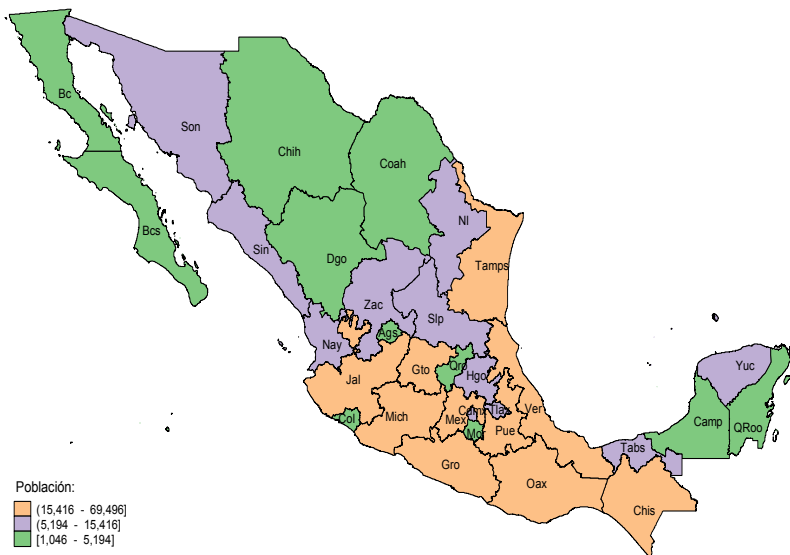 Bc
Son
Chih
Coah
Nl
Bcs
Sin
Dgo
Tamps
Zac
Slp
Nay
Ags
Yuc
Jal
Gto
Qro
Hgo
Col
Mich
Mex
Cdmx
Tlax
Ver
Camp
QRoo
Mor
Pue
Tabs
Gro
Oax
Chis
Población:
(15,416 - 69,496]
(5,194 - 15,416]
[1,046 - 5,194]